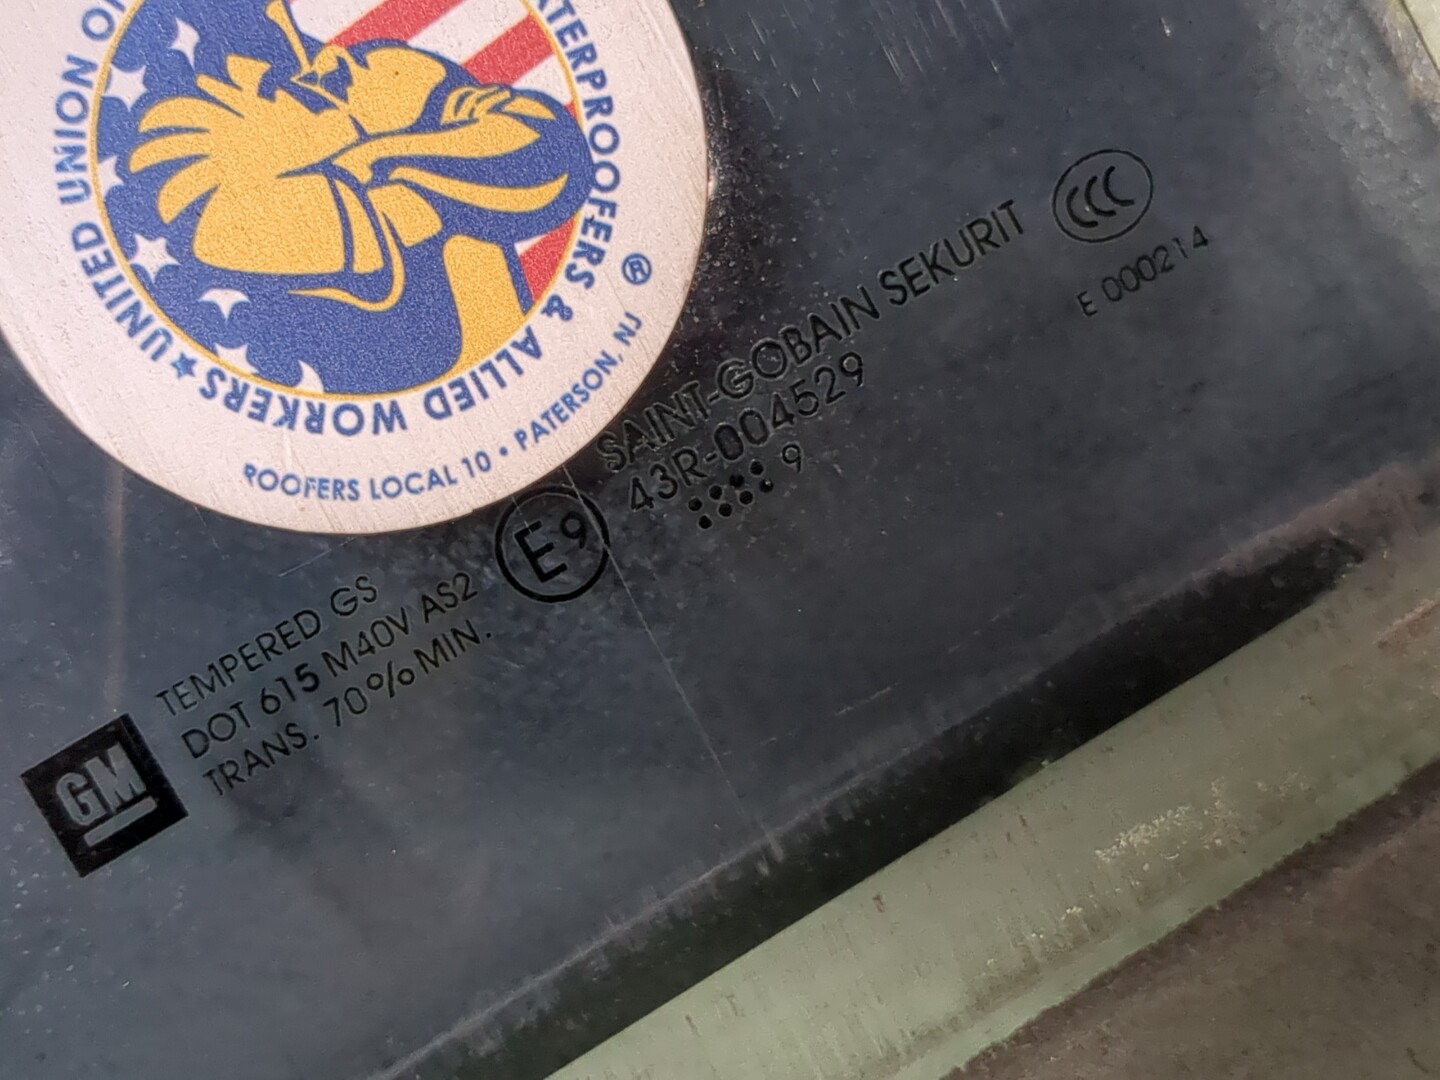 UNITED UNION OF
WATERPROOFERS & ALLIED WORKERS
®
ROOFERS LOCAL 10 • PATERSON, NJ
SAINT-GOBAIN SEKURIT
CCC
E 000214
43R-004529
9
E9
TEMPERED GS
DOT 615 M40V AS2
TRANS. 70% MIN.
GM